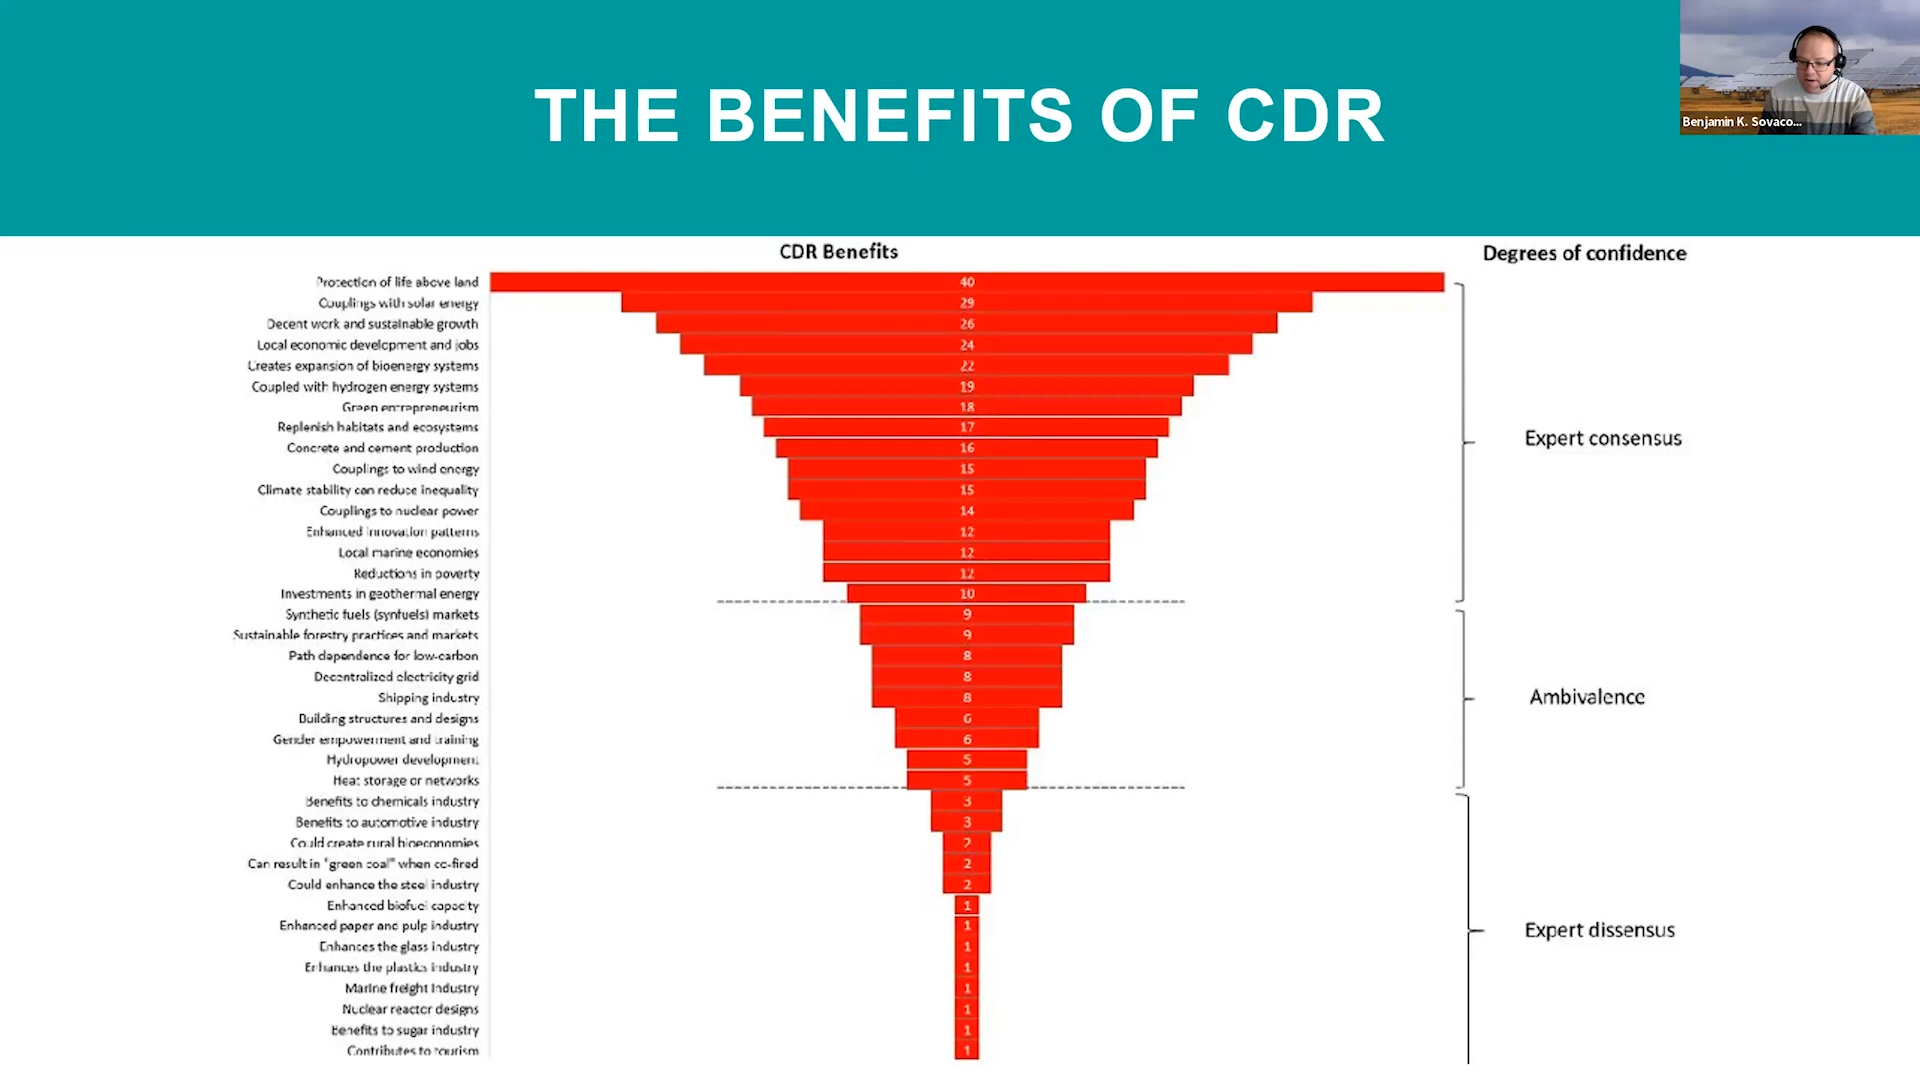 THE BENEFITS OF CDR
Benjamin K. Sovaco...
CDR Benefits
Degrees of confidence
Protection of life above land 40
Couplings with solar energy 29
Decent work and sustainable growth 26
Local economic development and jobs 24
Creates expansion of bioenergy systems 22
Coupled with hydrogen energy systems 19
Green entrepreneurism 18
Replenish habitats and ecosystems 17
Concrete and cement production 16
Couplings to wind energy 15
Climate stability can reduce inequality 15
Couplings to nuclear power 14
Enhanced innovation patterns 12
Local marine economies 12
Reductions in poverty 12
Investments in geothermal energy 10
Expert consensus
Synthetic fuels (synfuels) markets 9
Sustainable forestry practices and markets 9
Path dependence for low-carbon 8
Decentralized electricity grid 8
Shipping industry 8
Building structures and designs 6
Gender empowerment and training 6
Hydropower development 5
Heat storage or networks 5
Ambivalence
Benefits to chemicals industry 3
Benefits to automotive industry 3
Could create rural bioeconomies 2
Can result in "green coal" when co-fired 2
Could enhance the steel industry 2
Enhanced biofuel capacity 1
Enhanced paper and pulp industry 1
Enhances the glass industry 1
Enhances the plastics industry 1
Marine freight industry 1
Nuclear reactor designs 1
Benefits to sugar industry 1
Contributes to tourism 1
Expert dissensus